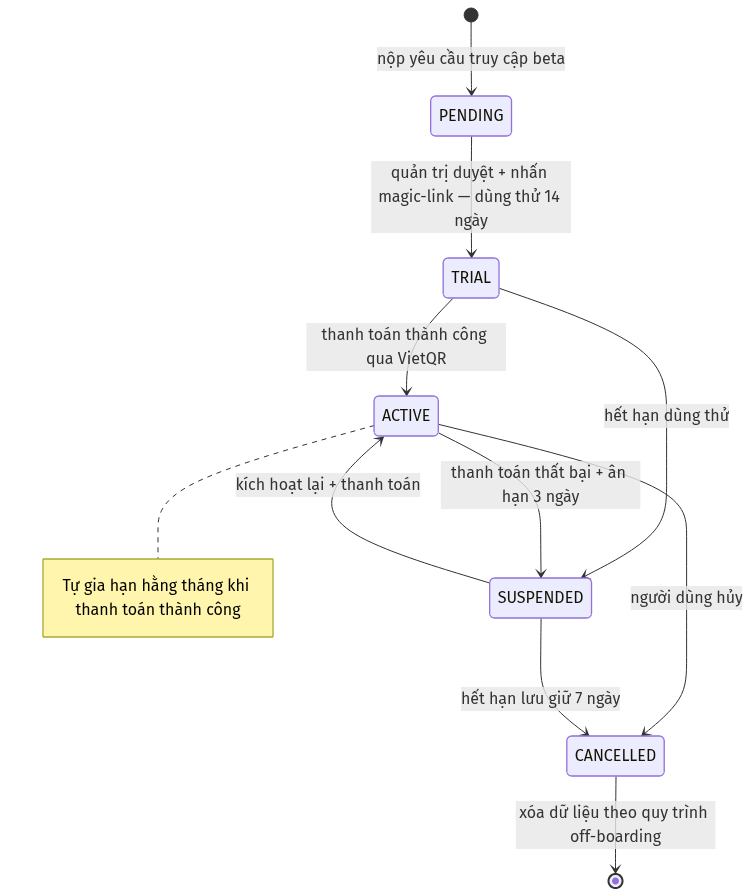 nộp yêu cầu truy cập beta
PENDING
quản trị duyệt + nhấn
magic-link — dùng thử 14
ngày
TRIAL
thanh toán thành công
qua VietQR
ACTIVE
hết hạn dùng thử
kích hoạt lại + thanh toán
thanh toán thất bại + ân
hạn 3 ngày
Tự gia hạn hằng tháng khi
thanh toán thành công
SUSPENDED
người dùng hủy
hết hạn lưu giữ 7 ngày
CANCELLED
xóa dữ liệu theo quy trình
off-boarding